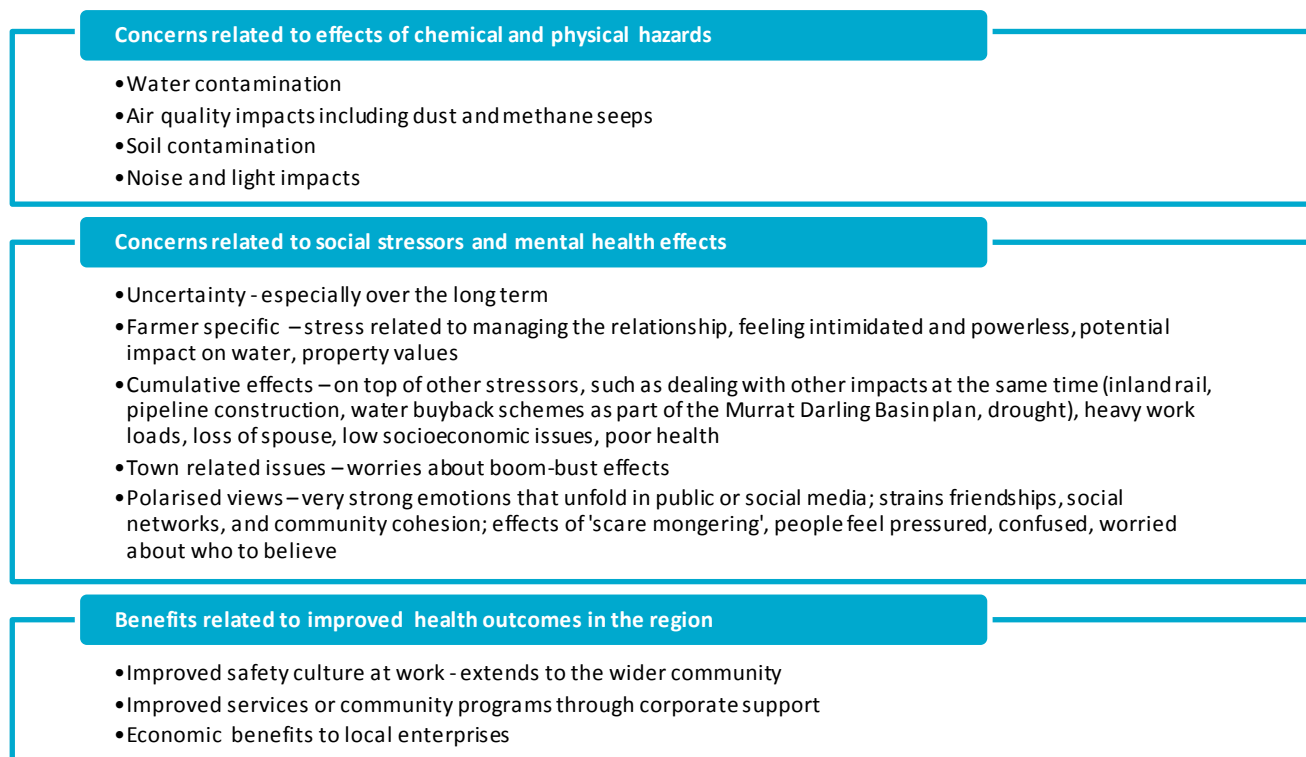 Concerns related to effects of chemical and physical hazards
•Water contamination
•Air quality impacts including dust and methane seeps
•Soil contamination
•Noise and light impacts
Concerns related to social stressors and mental health effects
•Uncertainty - especially over the long term
•Farmer specific – stress related to managing the relationship, feeling intimidated and powerless, potential
impact on water, property values
•Cumulative effects – on top of other stressors, such as dealing with other impacts at the same time (inland rail,
pipeline construction, water buyback schemes as part of the Murrat Darling Basin plan, drought), heavy work
loads, loss of spouse, low socioeconomic issues, poor health
•Town related issues – worries about boom-bust effects
•Polarised views – very strong emotions that unfold in public or social media; strains friendships, social
networks, and community cohesion; effects of 'scare mongering', people feel pressured, confused, worried
about who to believe
Benefits related to improved health outcomes in the region
•Improved safety culture at work - extends to the wider community
•Improved services or community programs through corporate support
•Economic benefits to local enterprises